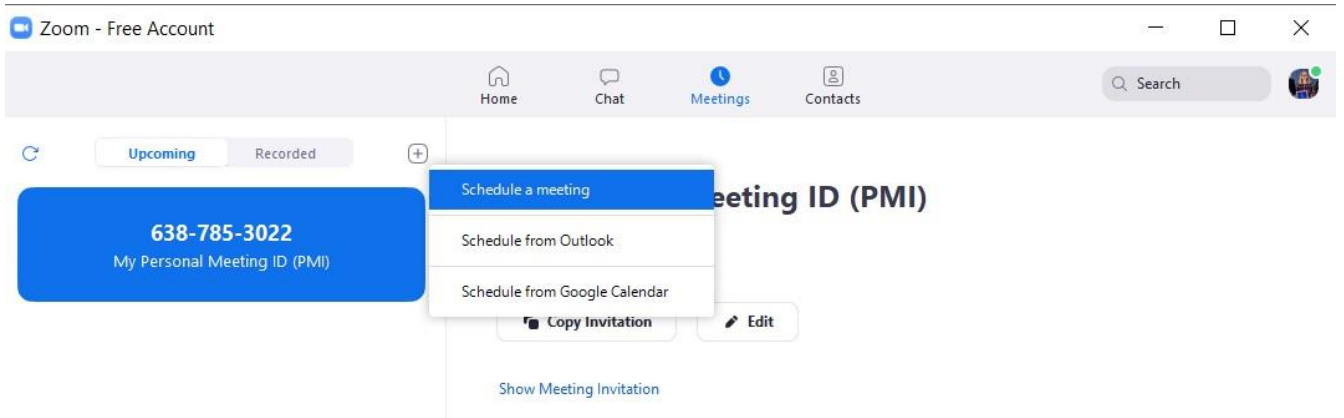 Zoom - Free Account
Home Chat Meetings Contacts Search
Upcoming Recorded
638-785-3022
My Personal Meeting ID (PMI)
Schedule a meeting
Schedule from Outlook
Schedule from Google Calendar
eeting ID (PMI)
Copy Invitation Edit
Show Meeting Invitation